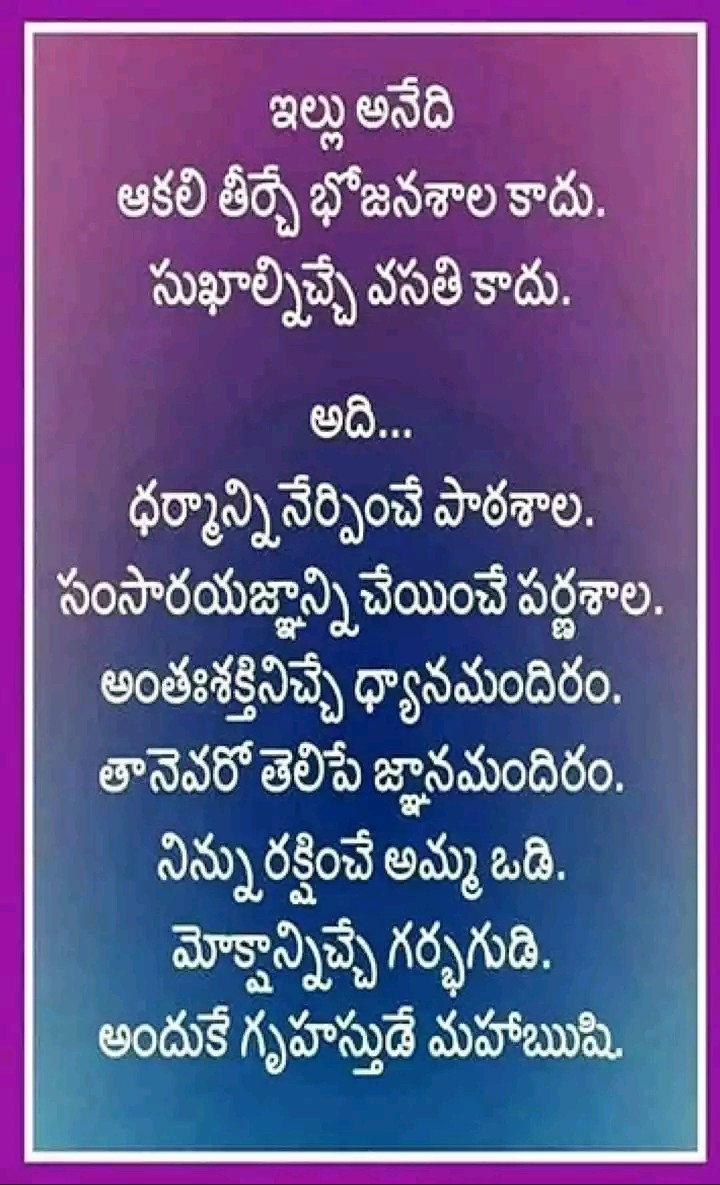 ఇల్లు అనేది
ఆకలి తీర్చే భోజనశాల కాదు.
సుఖాల్నిచ్చే వసతి కాదు.
అది...
ధర్మాన్ని నేర్పించే పాఠశాల.
సంసారయజ్ఞాన్ని చేయించే పర్ణశాల.
అంతఃశక్తినిచ్చే ధ్యానమందిరం.
తానెవరో తెలిపే జ్ఞానమందిరం.
నిన్ను రక్షించే అమ్మ ఒడి.
మోక్షాన్నిచ్చే గర్భగుడి.
అందుకే గృహస్తుడే మహాఋషి.